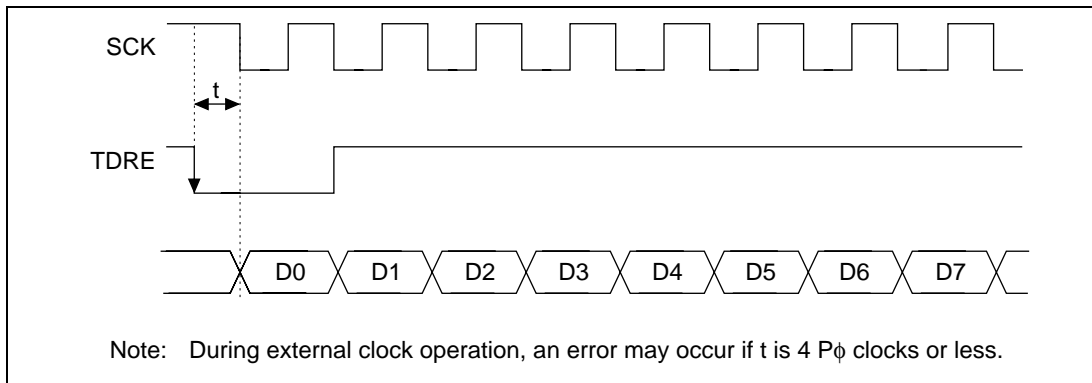 SCK
t
TDRE
D0 D1 D2 D3 D4 D5 D6 D7
Note: During external clock operation, an error may occur if t is 4 Pϕ clocks or less.